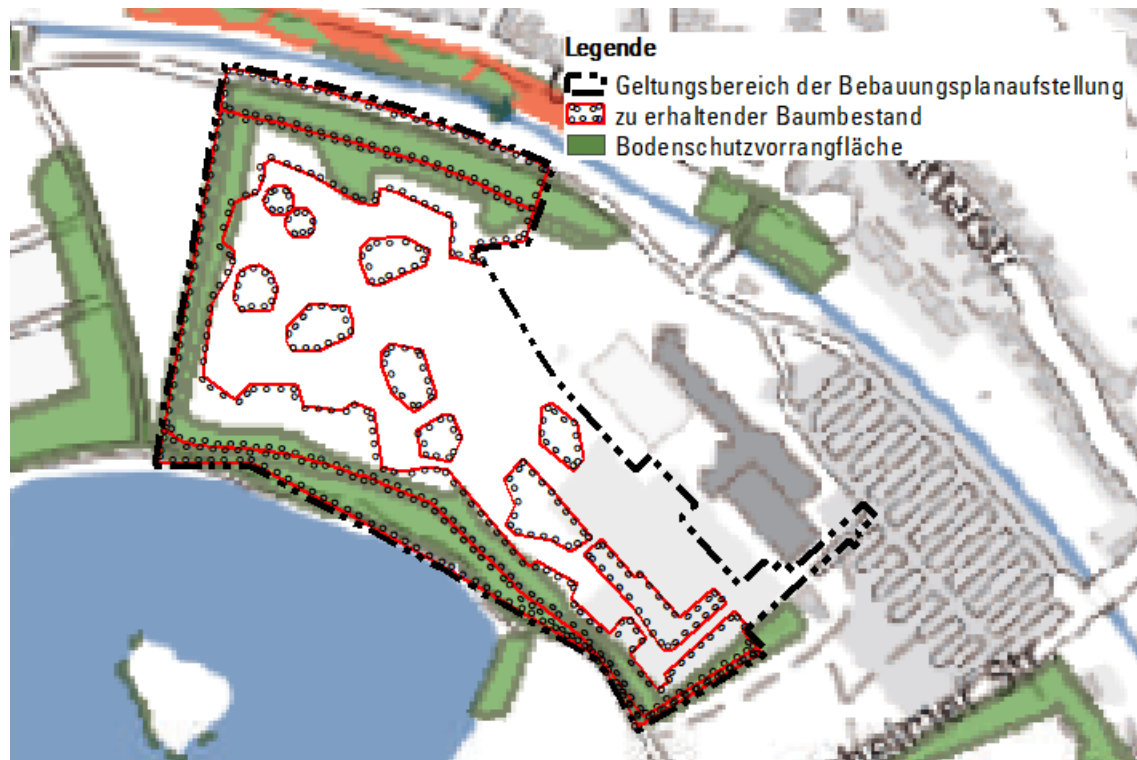 Legende
Geltungsbereich der Bebauungsplanaufstellung
zu erhaltender Baumbestand
Bodenschutzvorrangfläche